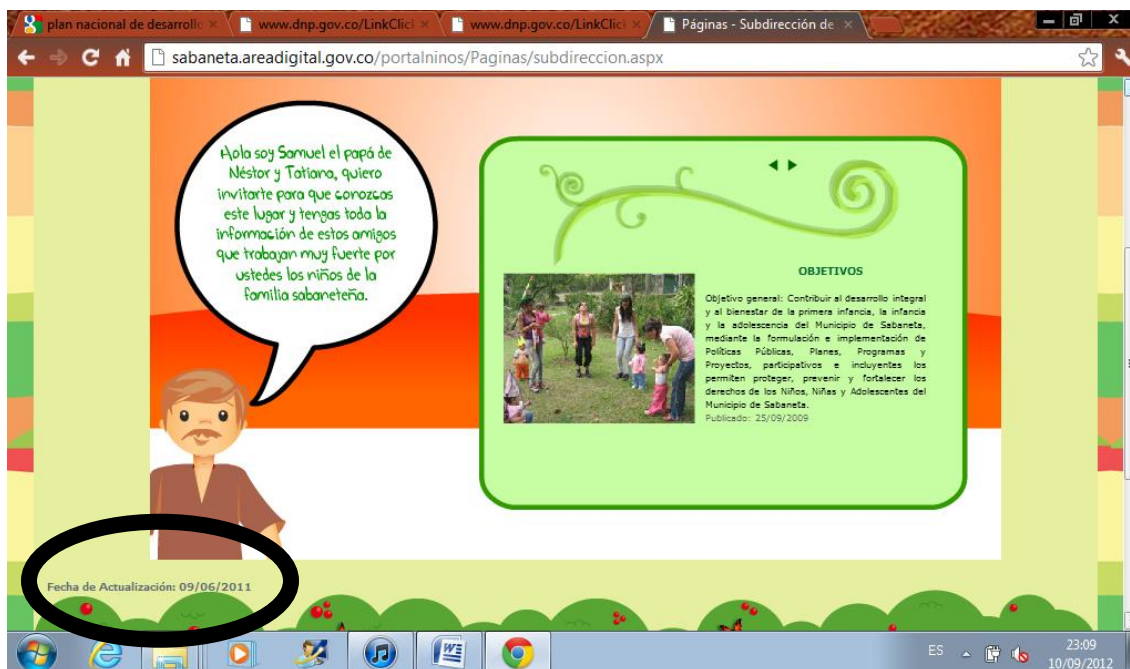 plan nacional de desarrollo
www.dnp.gov.co/LinkClic
www.dnp.gov.co/LinkClic
Páginas - Subdirección de
sabaneta.areadigital.gov.co/portalninos/Paginas/subdireccion.aspx
Hola soy Samuel el papá de
Néstor y Tatiana, quiero
invitarte para que conozcas
este lugar y tengas toda la
información de estos amigos
que trabajan muy fuerte por
ustedes los niños de la
familia sabaneteña.
OBJETIVOS
Objetivo general: Contribuir al desarrollo integral
y al bienestar de la primera infancia, la infancia
y la adolescencia del Municipio de Sabaneta,
mediante la formulación e implementación de
Políticas Públicas, Planes, Programas y
Proyectos, participativos e incluyentes los
permiten proteger, prevenir y fortalecer los
derechos de los Niños, Niñas y Adolescentes del
Municipio de Sabaneta.
Publicado: 25/09/2009
Fecha de Actualización: 09/06/2011
ES
23:09
10/09/2012